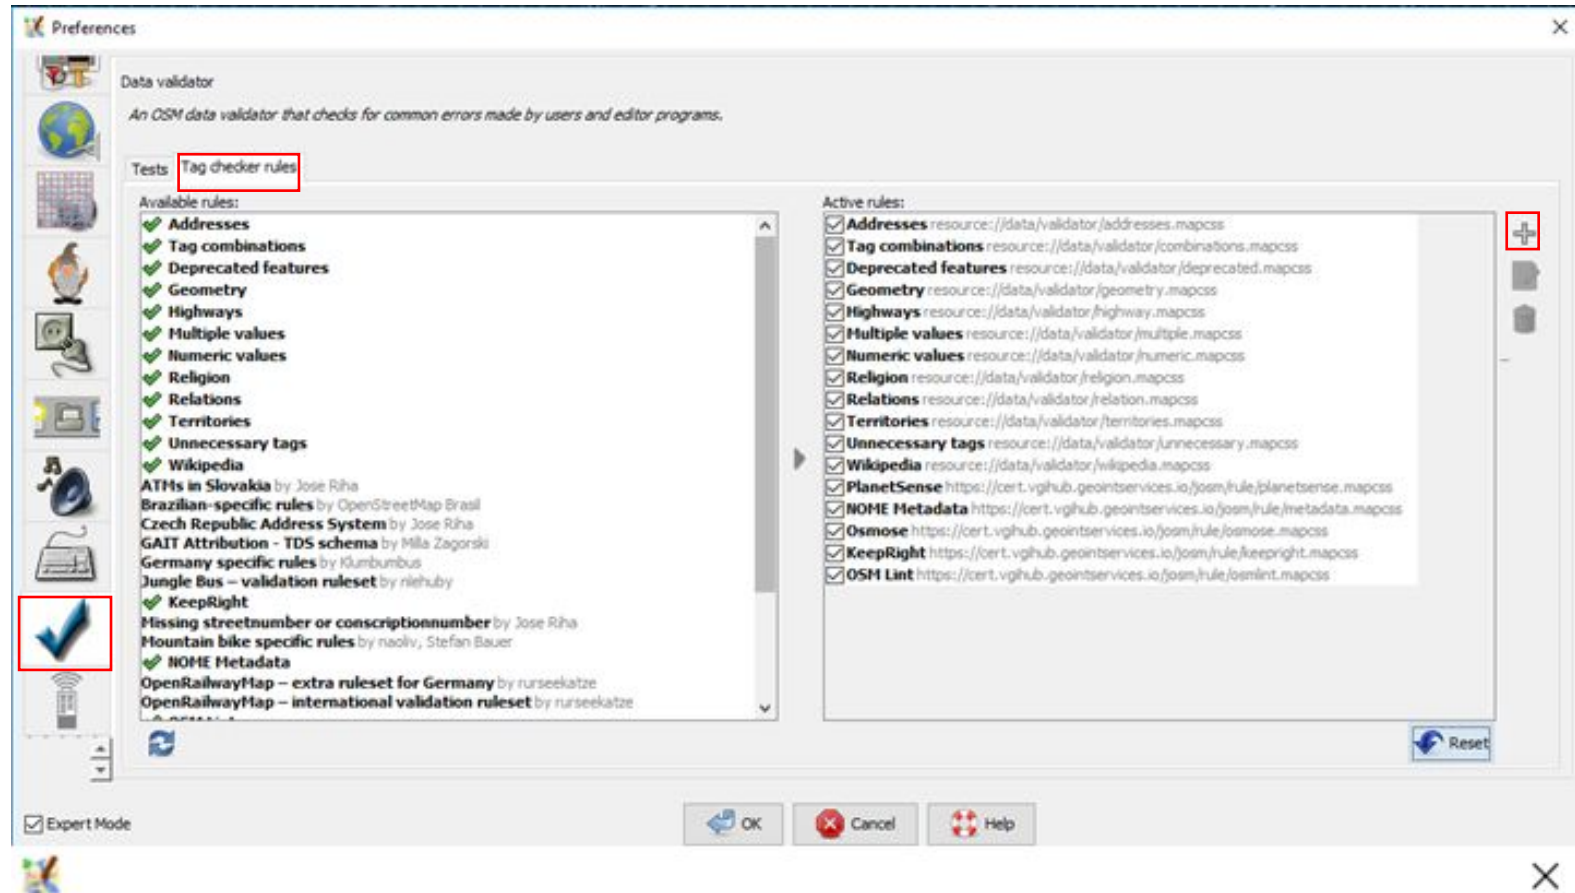 Preferences
Data validator
An OSM data validator that checks for common errors made by users and editor programs.
Tests Tag checker rules
Available rules:
Addresses
Tag combinations
Deprecated features
Geometry
Highways
Multiple values
Numeric values
Religion
Relations
Territories
Unnecessary tags
Wikipedia
ATMs in Slovakia by Jose Riha
Brazilian-specific rules by OpenStreetMap Brasil
Czech Republic Address System by Jose Riha
GAIT Attribution - TDS schema by Milla Zagorski
Germany specific rules by Klumbumbus
Jungle Bus – validation ruleset by nlehuby
KeepRight
Missing streetnumber or conscriptionnumber by Jose Riha
Mountain bike specific rules by naoliv, Stefan Bauer
NOME Metadata
OpenRailwayMap – extra ruleset for Germany by rurseekatze
OpenRailwayMap – international validation ruleset by rurseekatze
Active rules:
Addresses resource://data/validator/addresses.mapcss
Tag combinations resource://data/validator/combinations.mapcss
Deprecated features resource://data/validator/deprecated.mapcss
Geometry resource://data/validator/geometry.mapcss
Highways resource://data/validator/highway.mapcss
Multiple values resource://data/validator/multiple.mapcss
Numeric values resource://data/validator/numeric.mapcss
Religion resource://data/validator/religion.mapcss
Relations resource://data/validator/relation.mapcss
Territories resource://data/validator/territories.mapcss
Unnecessary tags resource://data/validator/unnecessary.mapcss
Wikipedia resource://data/validator/wikipedia.mapcss
PlanetSense https://cert.vgihub.geointservices.io/josm/rule/planetsense.mapcss
NOME Metadata https://cert.vgihub.geointservices.io/josm/rule/metadata.mapcss
Osmose https://cert.vgihub.geointservices.io/josm/rule/osmose.mapcss
KeepRight https://cert.vgihub.geointservices.io/josm/rule/keepright.mapcss
OSM Lint https://cert.vgihub.geointservices.io/josm/rule/osmlint.mapcss
Reset
Expert Mode
OK
Cancel
Help